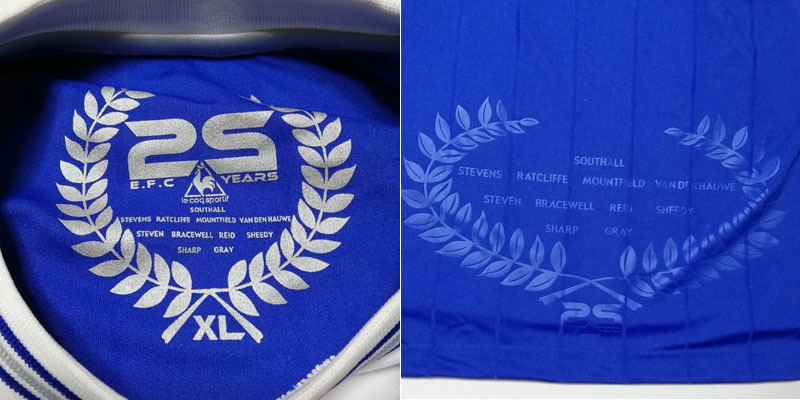 25
E.F.C YEARS
le coq sportif
SOUTHALL
STEVENS RATCLIFFE MOUNTFIELD VAN DEN HAUWE
STEVEN BRACEWELL REID SHEEDY
SHARP GRAY
XL
SOUTHALL
STEVENS RATCLIFFE MOUNTFIELD VAN DEN HAUWE
STEVEN BRACEWELL REID SHEEDY
SHARP GRAY
25